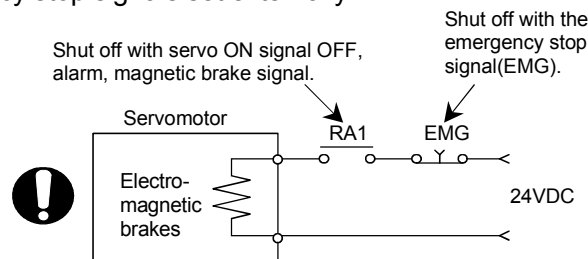 Shut off with the
emergency stop
signal(EMG).
Shut off with servo ON signal OFF,
alarm, magnetic brake signal.
Servomotor
RA1
EMG
Electro-
magnetic
brakes
24VDC